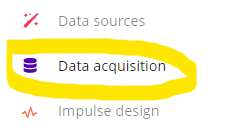 Data sources
Data acquisition
Impulse design